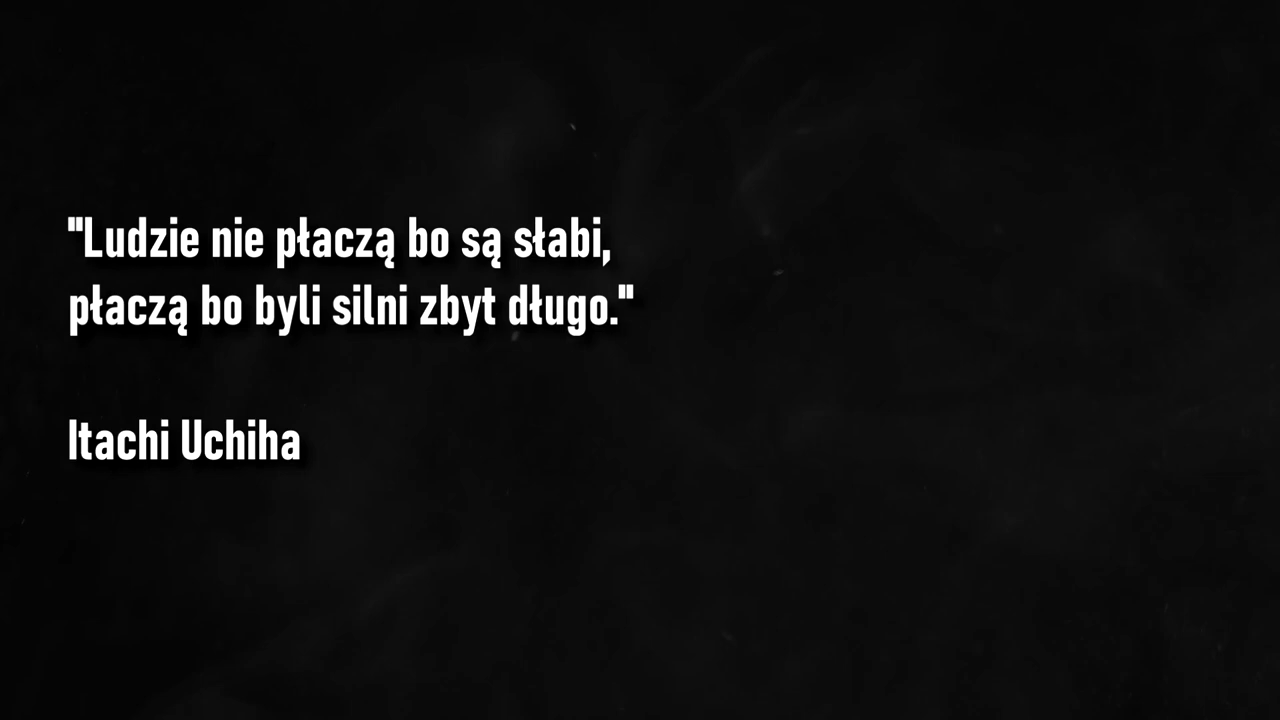 "Ludzie nie płaczą bo są słabi,
płaczą bo byli silni zbyt długo."
Itachi Uchiha